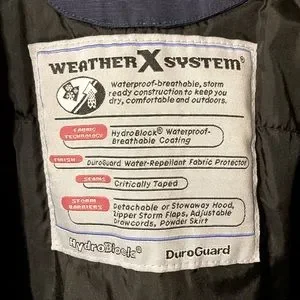 WEATHER X SYSTEM®
Waterproof-breathable, storm
ready construction to keep you
dry, comfortable and outdoors.
FABRIC TECHNOLOGY
HydroBlock® Waterproof-
Breathable Coating
FINISH
DuroGuard Water-Repellant Fabric Protector
SEAMS
Critically Taped
STORM BARRIERS
Detachable or Stowaway Hood,
Zipper Storm Flaps, Adjustable
Drawcords, Powder Skirt
HydroBlock®
DuroGuard